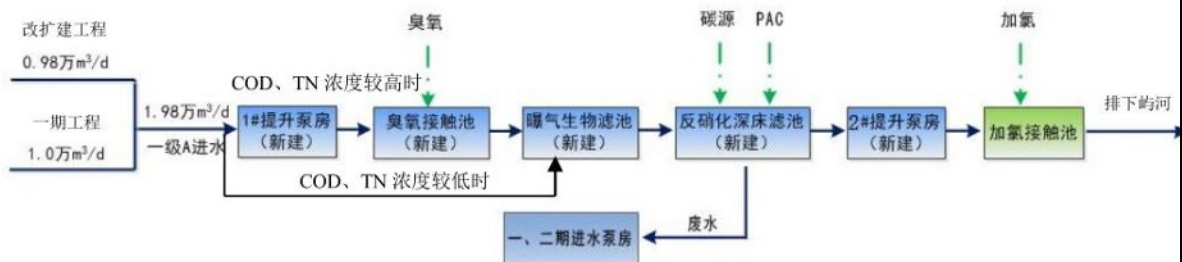 改扩建工程
0.98万m³/d
一期工程
1.0万m³/d
1.98万m³/d
一级A进水
COD、TN 浓度较高时
COD、TN 浓度较低时
1#提升泵房
(新建)
臭氧
臭氧接触池
(新建)
曝气生物滤池
(新建)
碳源 PAC
反硝化深床滤池
(新建)
2#提升泵房
(新建)
加氯
加氯接触池
排下屿河
废水
一、二期进水泵房